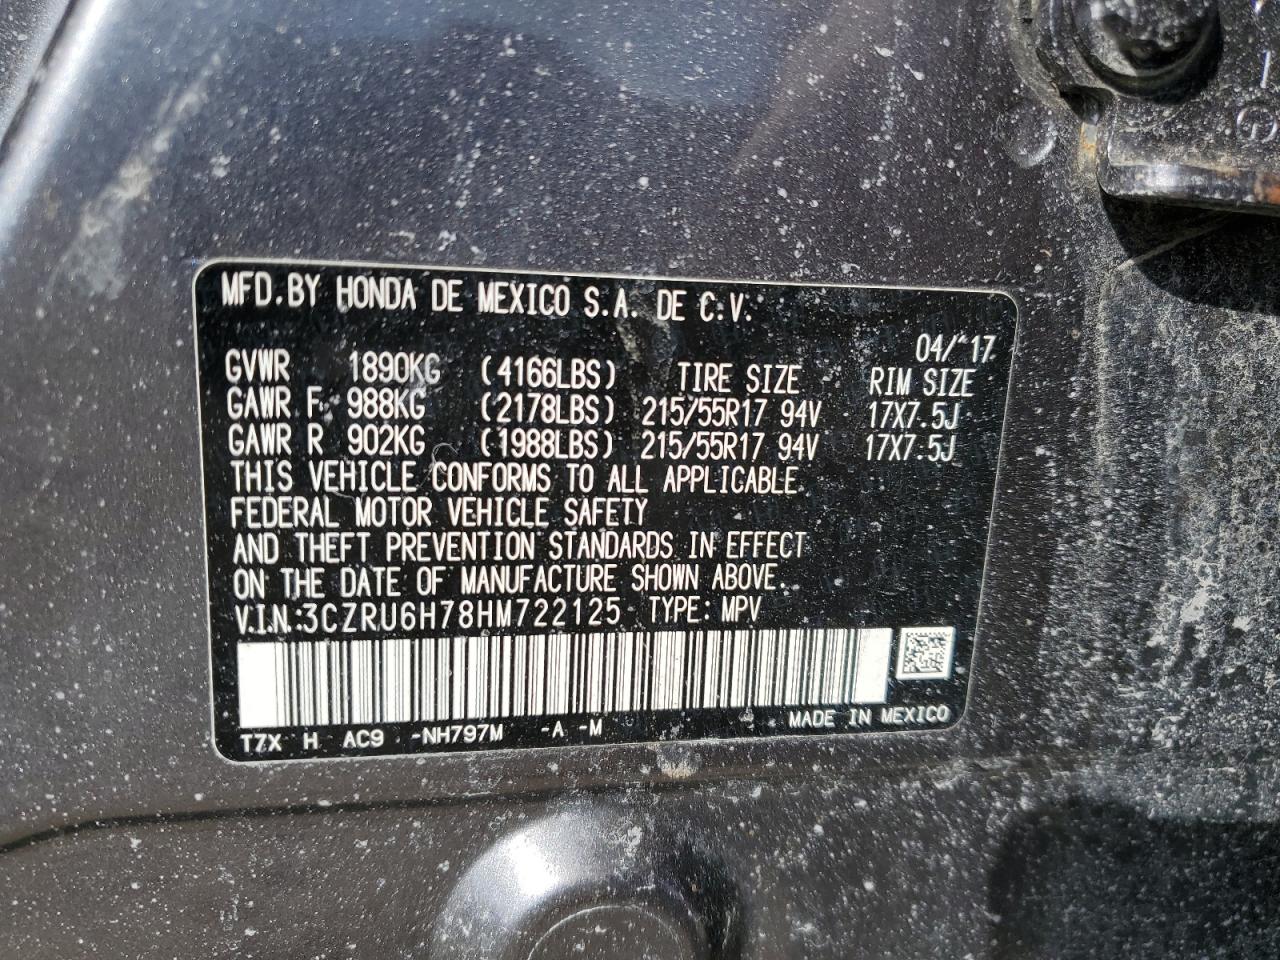 MFD.BY HONDA DE MEXICO S.A. DE C.V.
04/'17
GVWR 1890KG (4166LBS) TIRE SIZE RIM SIZE
GAWR F 988KG (2178LBS) 215/55R17 94V 17X7.5J
GAWR R 902KG (1988LBS) 215/55R17 94V 17X7.5J
THIS VEHICLE CONFORMS TO ALL APPLICABLE
FEDERAL MOTOR VEHICLE SAFETY
AND THEFT PREVENTION STANDARDS IN EFFECT
ON THE DATE OF MANUFACTURE SHOWN ABOVE.
V.I.N.:3CZRU6H78HM722125 TYPE: MPV
T7X H AC9 -NH797M -A -M MADE IN MEXICO